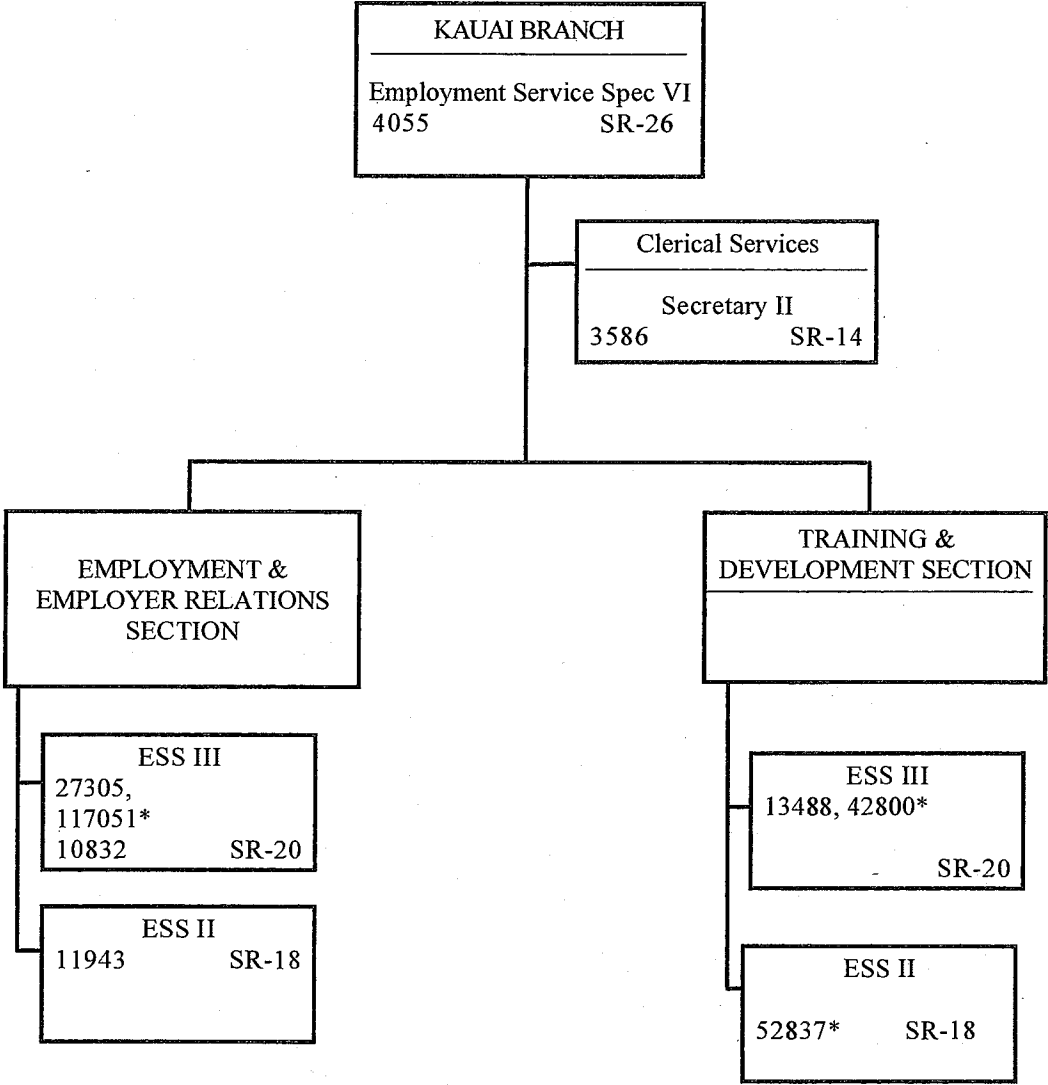 KAUAI BRANCH
Employment Service Spec VI
4055 SR-26
Clerical Services
Secretary II
3586 SR-14
EMPLOYMENT &
EMPLOYER RELATIONS
SECTION
TRAINING &
DEVELOPMENT SECTION
ESS III
27305,
117051*
10832 SR-20
ESS II
11943 SR-18
ESS III
13488, 42800*
SR-20
ESS II
52837* SR-18